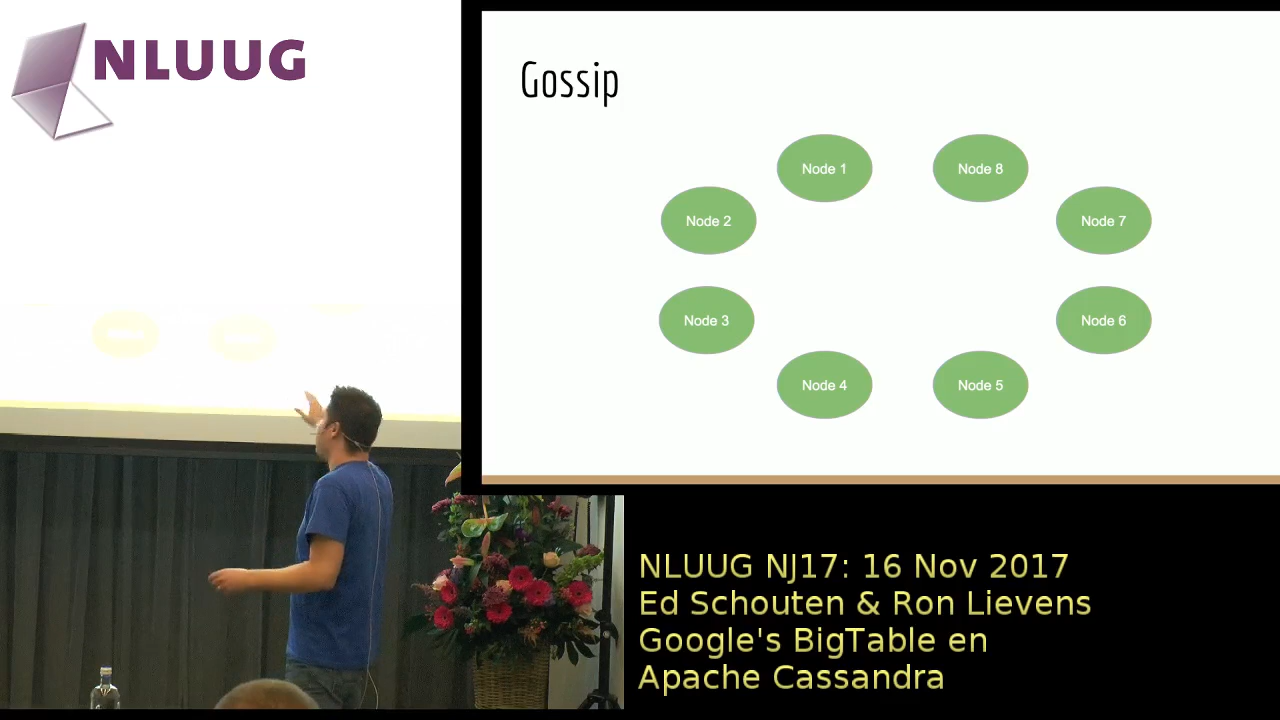 NLUUG
Gossip
Node 1
Node 8
Node 2
Node 7
Node 3
Node 6
Node 4
Node 5
NLUUG NJ17: 16 Nov 2017
Ed Schouten & Ron Lievens
Google's BigTable en
Apache Cassandra